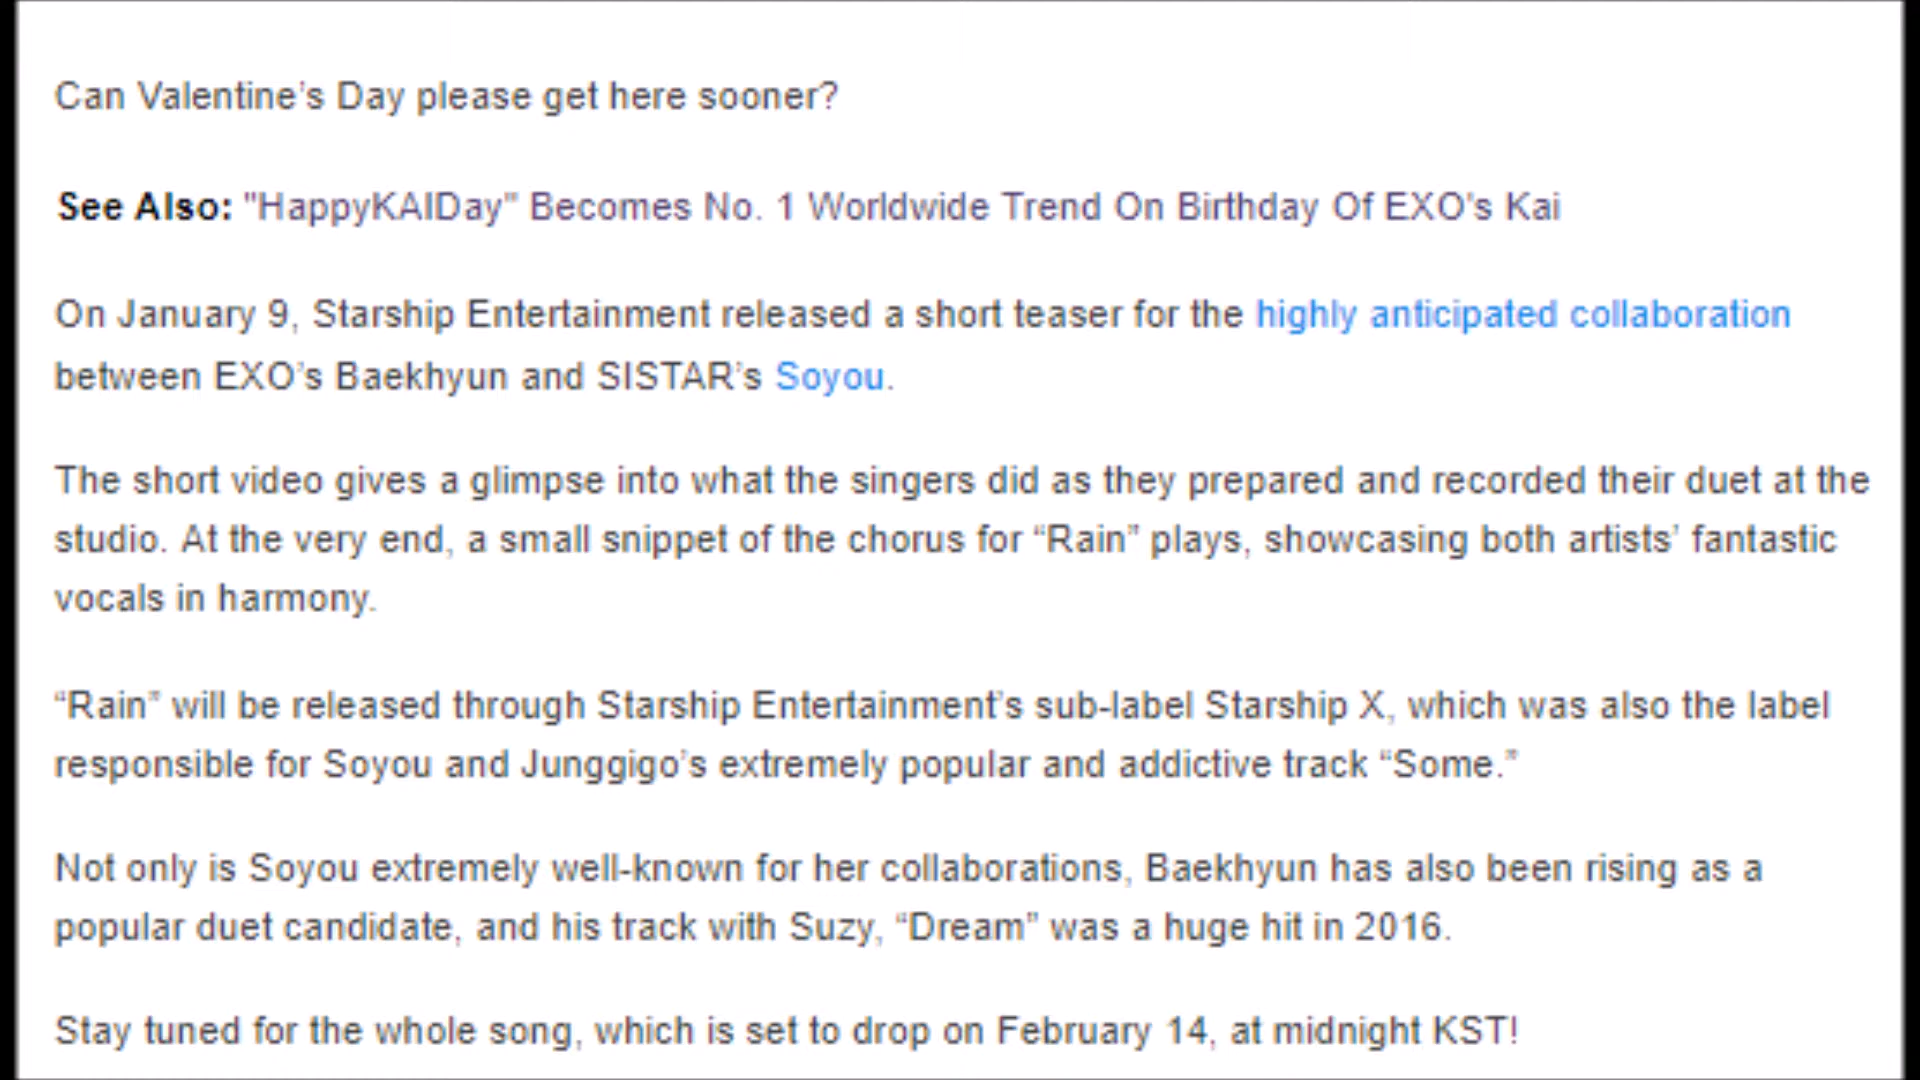 Can Valentine’s Day please get here sooner?
See Also: "HappyKAIDay" Becomes No. 1 Worldwide Trend On Birthday Of EXO's Kai
On January 9, Starship Entertainment released a short teaser for the highly anticipated collaboration
between EXO’s Baekhyun and SISTAR’s Soyou.
The short video gives a glimpse into what the singers did as they prepared and recorded their duet at the
studio. At the very end, a small snippet of the chorus for “Rain” plays, showcasing both artists’ fantastic
vocals in harmony.
“Rain” will be released through Starship Entertainment’s sub-label Starship X, which was also the label
responsible for Soyou and Junggigo’s extremely popular and addictive track “Some.”
Not only is Soyou extremely well-known for her collaborations, Baekhyun has also been rising as a
popular duet candidate, and his track with Suzy, “Dream” was a huge hit in 2016.
Stay tuned for the whole song, which is set to drop on February 14, at midnight KST!